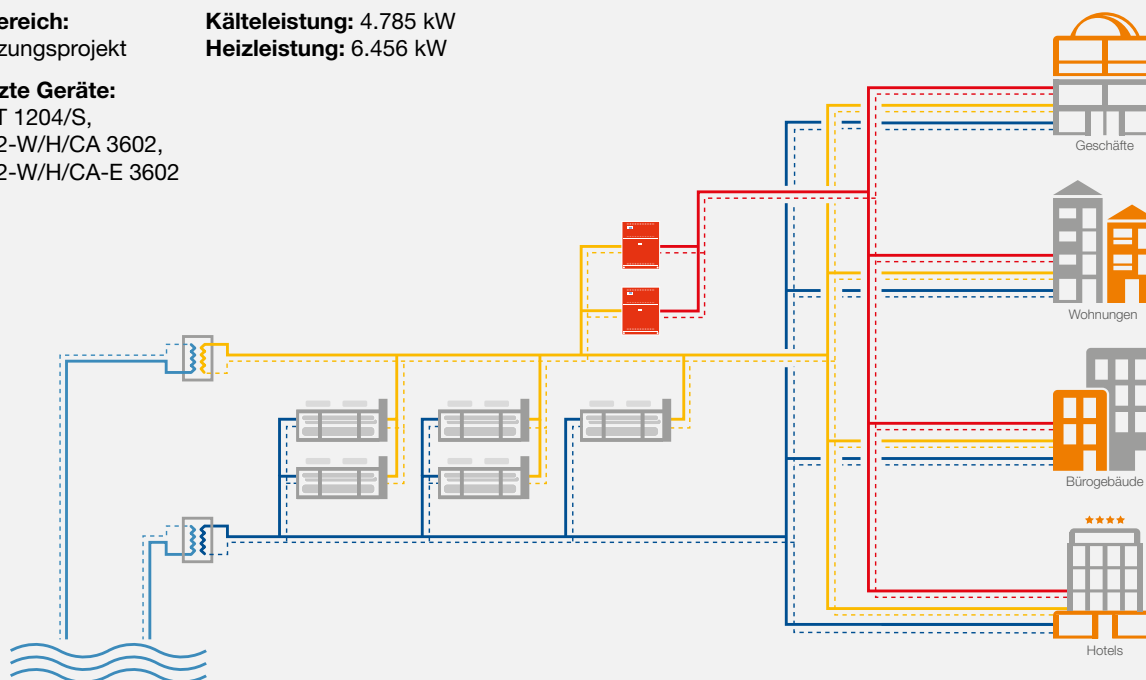 ereich:
zungsprojekt
Kälteleistung: 4.785 kW
Heizleistung: 6.456 kW
zte Geräte:
T 1204/S,
2-W/H/CA 3602,
2-W/H/CA-E 3602
Geschäfte
Wohnungen
Bürogebäude
Hotels